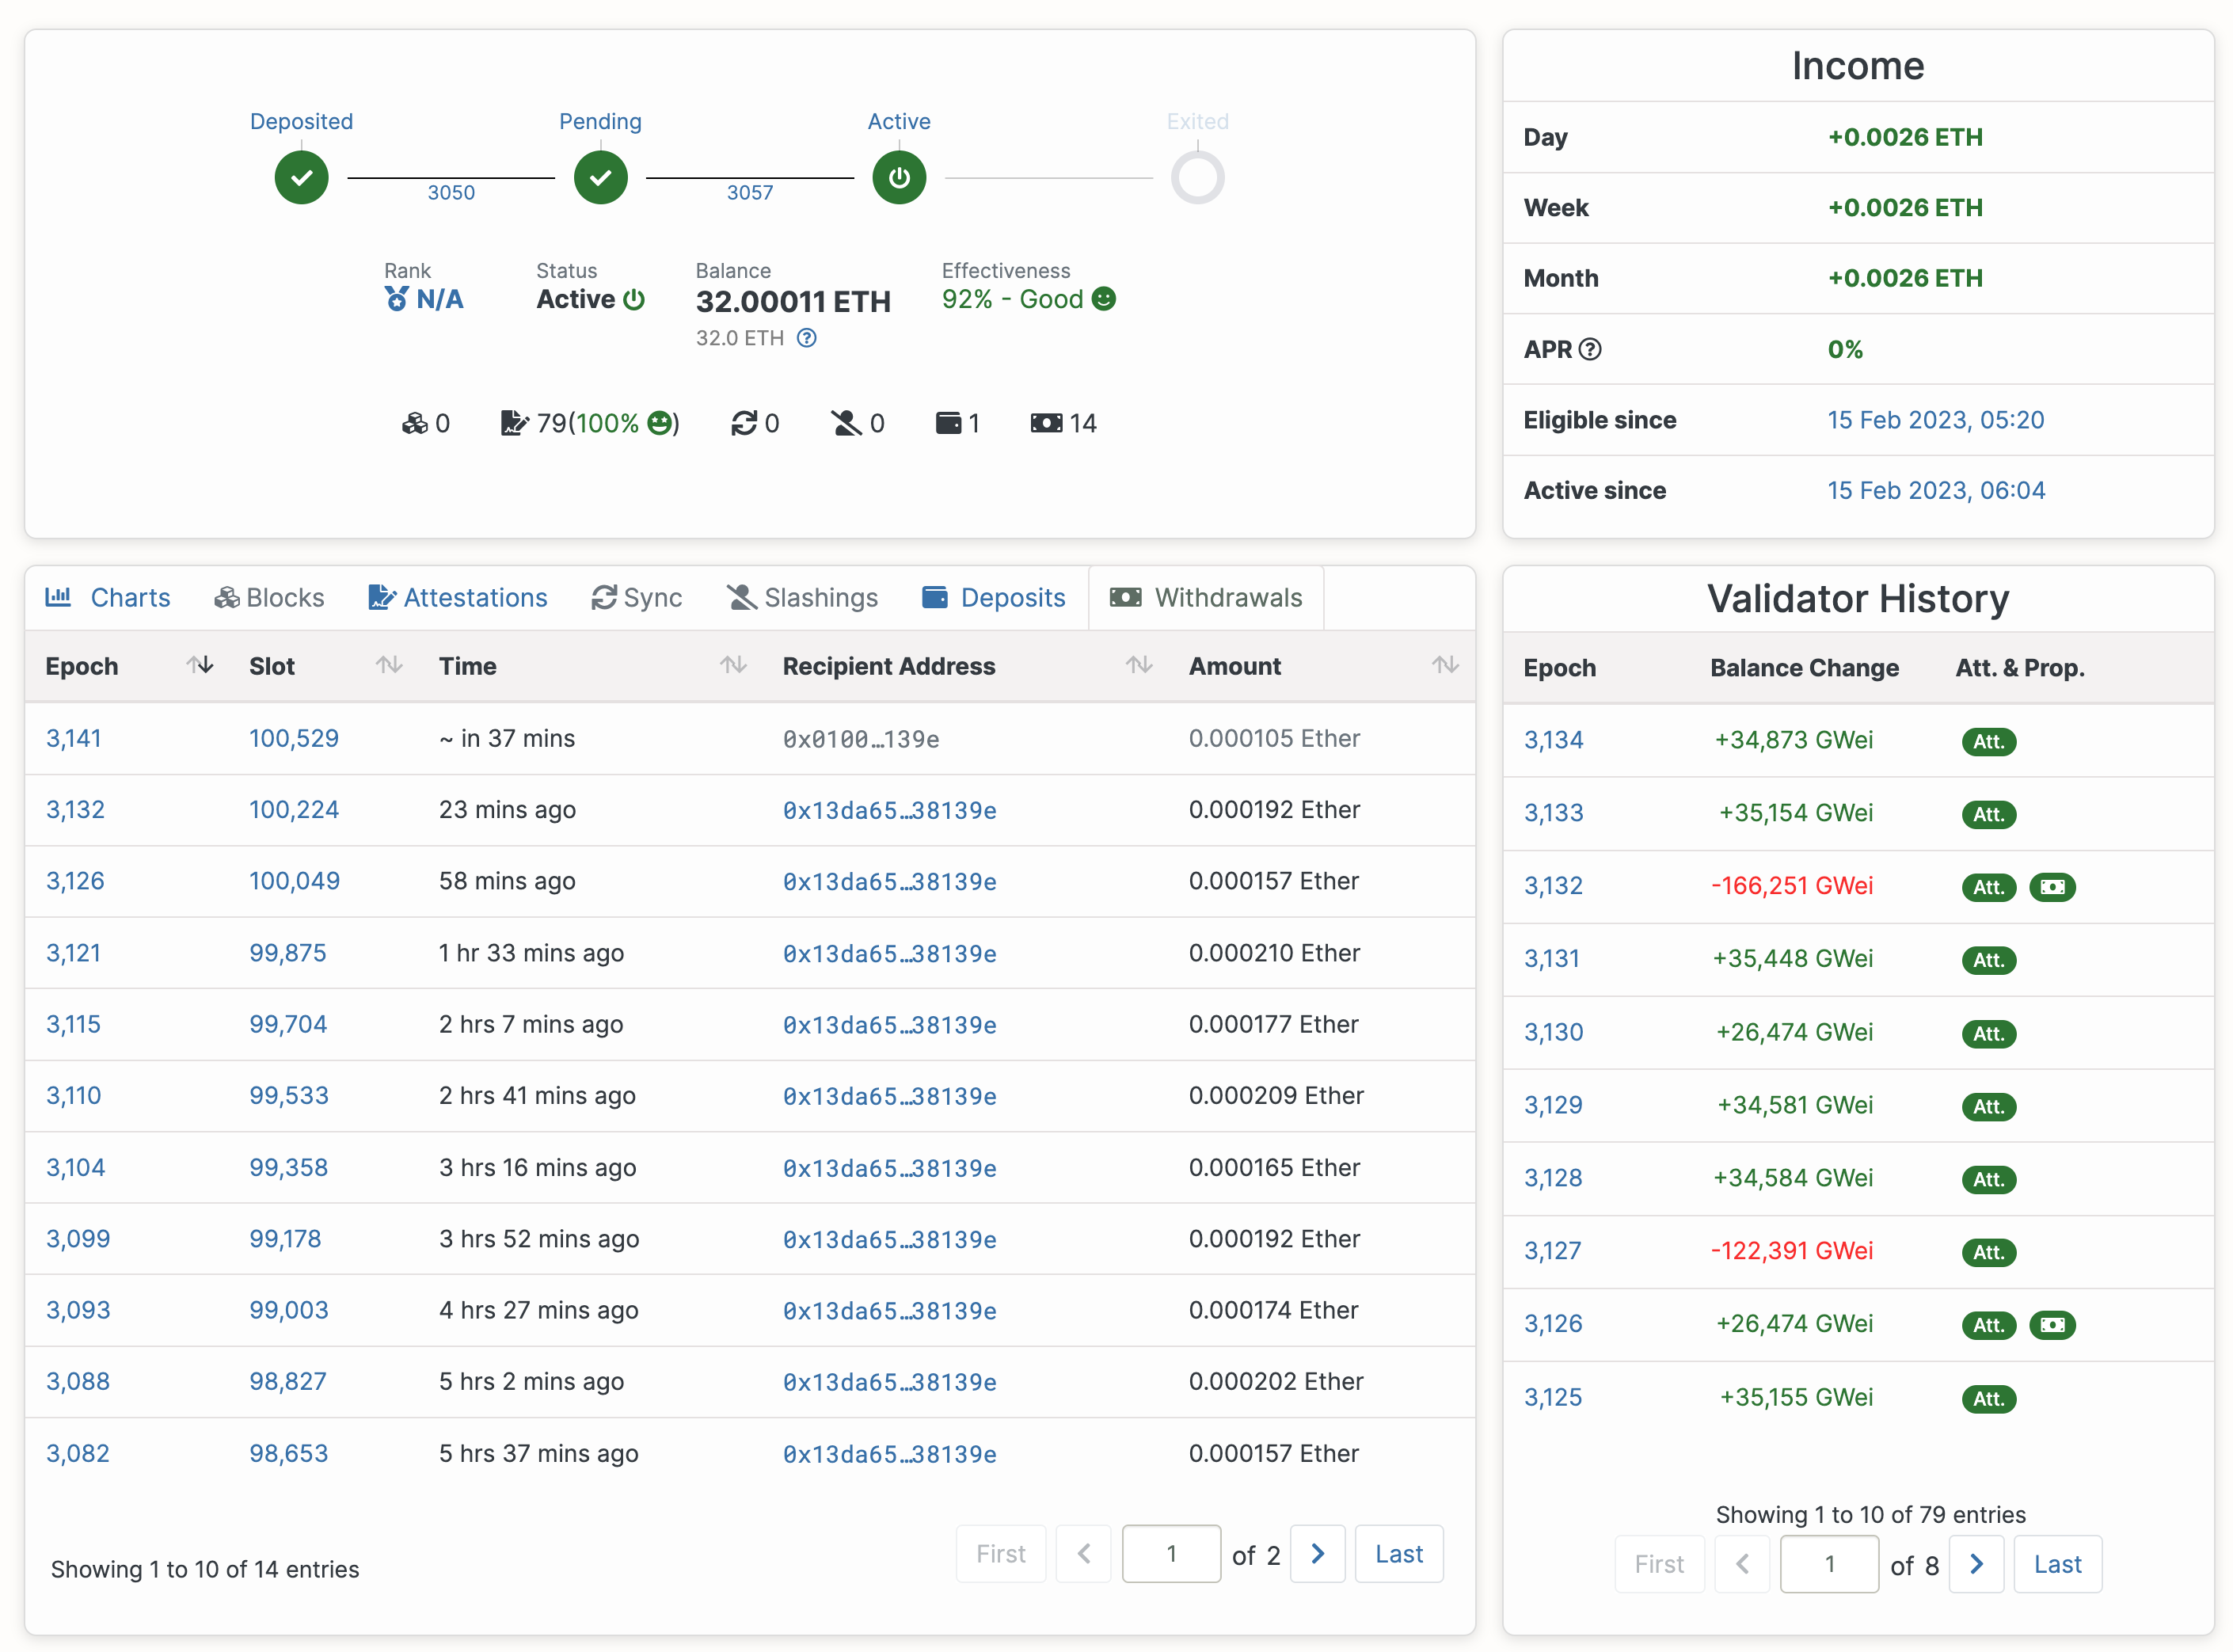 Deposited Pending Active Exited
3050 3057
Rank Status Balance Effectiveness
N/A Active 32.00011 ETH 92% - Good
32.0 ETH
0 79(100% ) 0 0 1 14
Income
Day +0.0026 ETH
Week +0.0026 ETH
Month +0.0026 ETH
APR 0%
Eligible since 15 Feb 2023, 05:20
Active since 15 Feb 2023, 06:04
Charts Blocks Attestations Sync Slashings Deposits Withdrawals
Epoch Slot Time Recipient Address Amount
3,141 100,529 ~ in 37 mins 0x0100…139e 0.000105 Ether
3,132 100,224 23 mins ago 0x13da65…38139e 0.000192 Ether
3,126 100,049 58 mins ago 0x13da65…38139e 0.000157 Ether
3,121 99,875 1 hr 33 mins ago 0x13da65…38139e 0.000210 Ether
3,115 99,704 2 hrs 7 mins ago 0x13da65…38139e 0.000177 Ether
3,110 99,533 2 hrs 41 mins ago 0x13da65…38139e 0.000209 Ether
3,104 99,358 3 hrs 16 mins ago 0x13da65…38139e 0.000165 Ether
3,099 99,178 3 hrs 52 mins ago 0x13da65…38139e 0.000192 Ether
3,093 99,003 4 hrs 27 mins ago 0x13da65…38139e 0.000174 Ether
3,088 98,827 5 hrs 2 mins ago 0x13da65…38139e 0.000202 Ether
3,082 98,653 5 hrs 37 mins ago 0x13da65…38139e 0.000157 Ether
Showing 1 to 10 of 14 entries
First 1 of 2 Last
Validator History
Epoch Balance Change Att. & Prop.
3,134 +34,873 GWei Att.
3,133 +35,154 GWei Att.
3,132 -166,251 GWei Att.
3,131 +35,448 GWei Att.
3,130 +26,474 GWei Att.
3,129 +34,581 GWei Att.
3,128 +34,584 GWei Att.
3,127 -122,391 GWei Att.
3,126 +26,474 GWei Att.
3,125 +35,155 GWei Att.
Showing 1 to 10 of 79 entries
First 1 of 8 Last